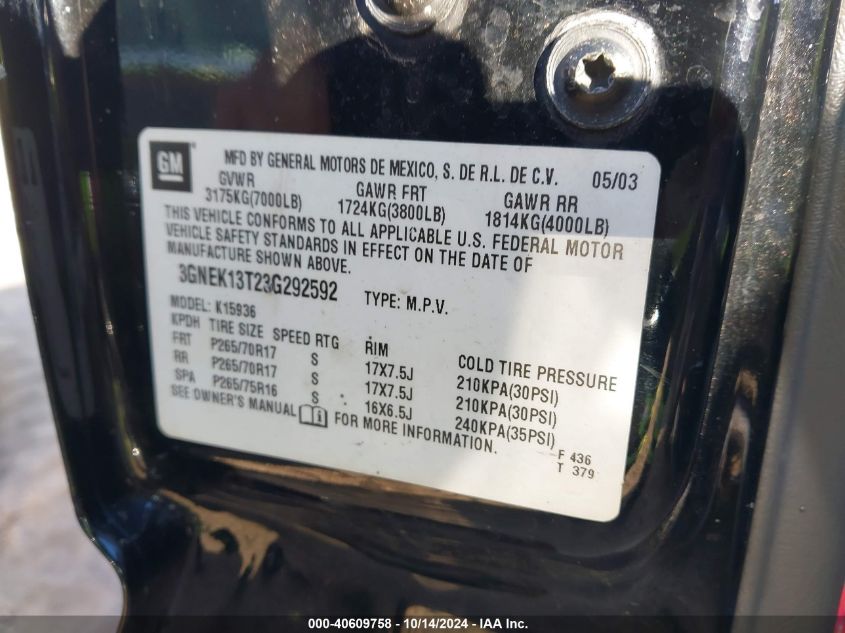 GM
MFD BY GENERAL MOTORS DE MEXICO, S. DE R.L. DE C.V. 05/03
GVWR GAWR FRT GAWR RR
3175KG(7000LB) 1724KG(3800LB) 1814KG(4000LB)
THIS VEHICLE CONFORMS TO ALL APPLICABLE U.S. FEDERAL MOTOR
VEHICLE SAFETY STANDARDS IN EFFECT ON THE DATE OF
MANUFACTURE SHOWN ABOVE.
3GNEK13T23G292592 TYPE: M.P.V.
MODEL: K15936
KPDH TIRE SIZE SPEED RTG RIM COLD TIRE PRESSURE
FRT P265/70R17 S 17X7.5J 210KPA(30PSI)
RR P265/70R17 S 17X7.5J 210KPA(30PSI)
SPA P265/75R16 S 16X6.5J 240KPA(35PSI)
SEE OWNER'S MANUAL FOR MORE INFORMATION.
F 436
T 379
000-40609758 - 10/14/2024 - IAA Inc.